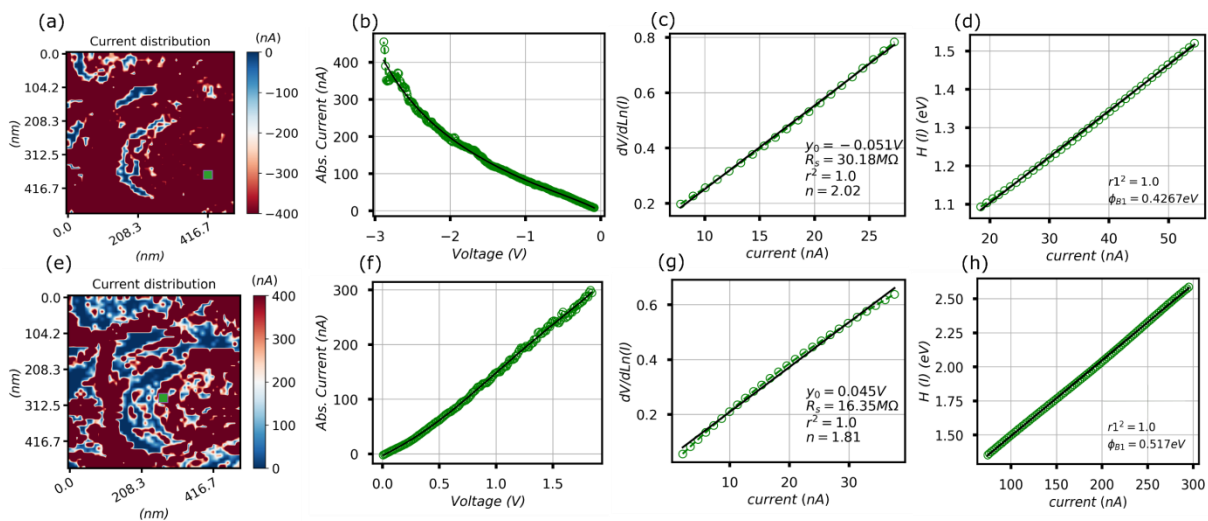 (a)
Current distribution
(nA)
0.0
104.2
208.3
312.5
416.7
(nm)
0.0
208.3
416.7
(nm)
0
−100
−200
−300
−400
(b)
Abs. Current (nA)
400
300
200
100
0
−3
−2
−1
0
Voltage (V)
(c)
dV/dLn(I)
0.8
0.6
0.4
0.2
10
15
20
25
current (nA)
y₀ = −0.051V
Rₛ = 30.18MΩ
r² = 1.0
n = 2.02
(d)
H (I) (eV)
1.5
1.4
1.3
1.2
1.1
20
30
40
50
current (nA)
r1² = 1.0
ϕ_B1 = 0.4267eV
(e)
Current distribution
(nA)
0.0
104.2
208.3
312.5
416.7
(nm)
0.0
208.3
416.7
(nm)
400
300
200
100
0
(f)
Abs. Current (nA)
300
200
100
0
0.0
0.5
1.0
1.5
Voltage (V)
(g)
dV/dLn(I)
0.6
0.4
0.2
10
20
30
current (nA)
y₀ = 0.045V
Rₛ = 16.35MΩ
r² = 1.0
n = 1.81
(h)
H (I) (eV)
2.50
2.25
2.00
1.75
1.50
100
150
200
250
300
current (nA)
r1² = 1.0
ϕ_B1 = 0.517eV